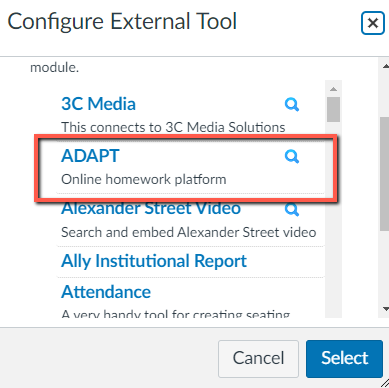 Configure External Tool
module.
3C Media
This connects to 3C Media Solutions
ADAPT
Online homework platform
Alexander Street Video
Search and embed Alexander Street video
Ally Institutional Report
Attendance
A very handy tool for creating seating
Cancel
Select